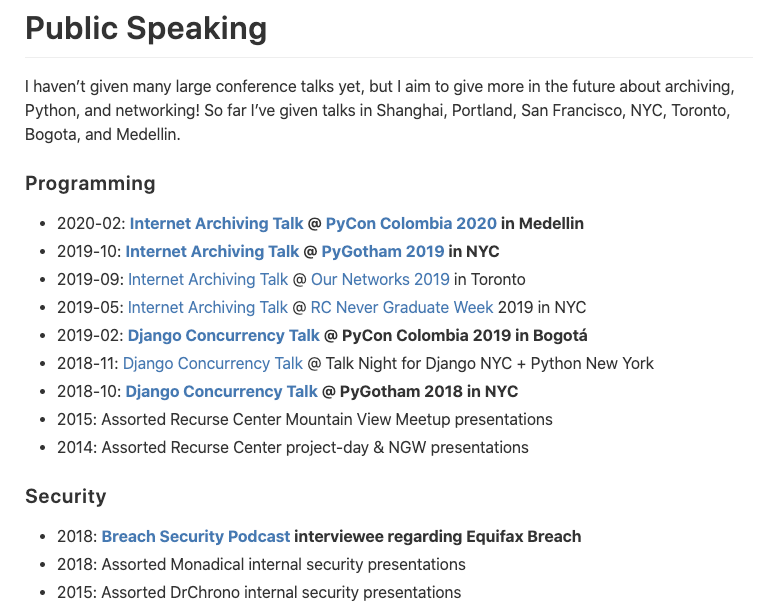 Public Speaking
I haven’t given many large conference talks yet, but I aim to give more in the future about archiving,
Python, and networking! So far I’ve given talks in Shanghai, Portland, San Francisco, NYC, Toronto,
Bogota, and Medellin.
Programming
• 2020-02: Internet Archiving Talk @ PyCon Colombia 2020 in Medellin
• 2019-10: Internet Archiving Talk @ PyGotham 2019 in NYC
• 2019-09: Internet Archiving Talk @ Our Networks 2019 in Toronto
• 2019-05: Internet Archiving Talk @ RC Never Graduate Week 2019 in NYC
• 2019-02: Django Concurrency Talk @ PyCon Colombia 2019 in Bogotá
• 2018-11: Django Concurrency Talk @ Talk Night for Django NYC + Python New York
• 2018-10: Django Concurrency Talk @ PyGotham 2018 in NYC
• 2015: Assorted Recurse Center Mountain View Meetup presentations
• 2014: Assorted Recurse Center project-day & NGW presentations
Security
• 2018: Breach Security Podcast interviewee regarding Equifax Breach
• 2018: Assorted Monadical internal security presentations
• 2015: Assorted DrChrono internal security presentations